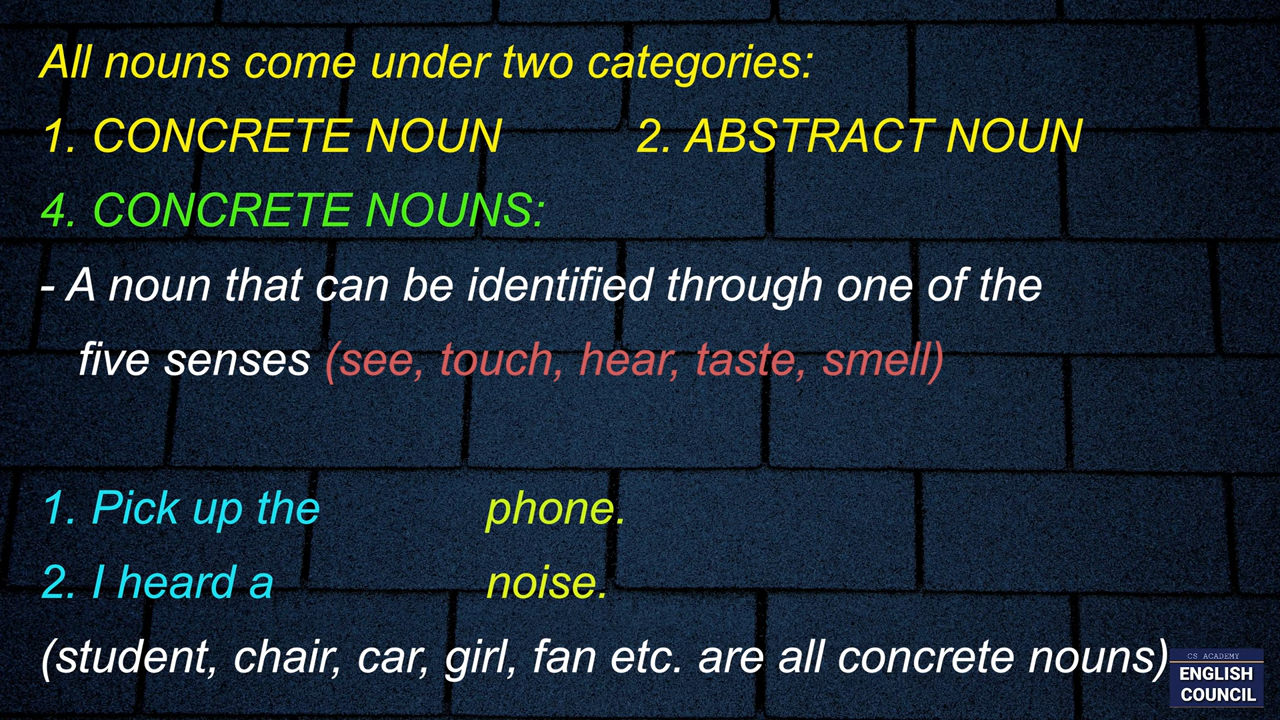 All nouns come under two categories:
1. CONCRETE NOUN 2. ABSTRACT NOUN
4. CONCRETE NOUNS:
- A noun that can be identified through one of the
five senses (see, touch, hear, taste, smell)
1. Pick up the phone.
2. I heard a noise.
(student, chair, car, girl, fan etc. are all concrete nouns)
CS ACADEMY
ENGLISH
COUNCIL